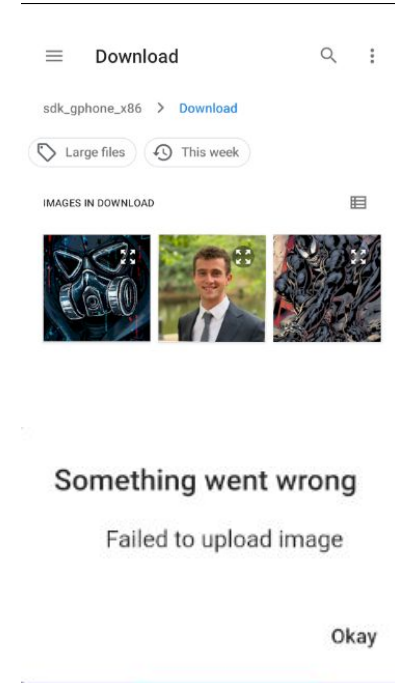 Download
sdk_gphone_x86 > Download
Large files This week
IMAGES IN DOWNLOAD
Something went wrong
Failed to upload image
Okay